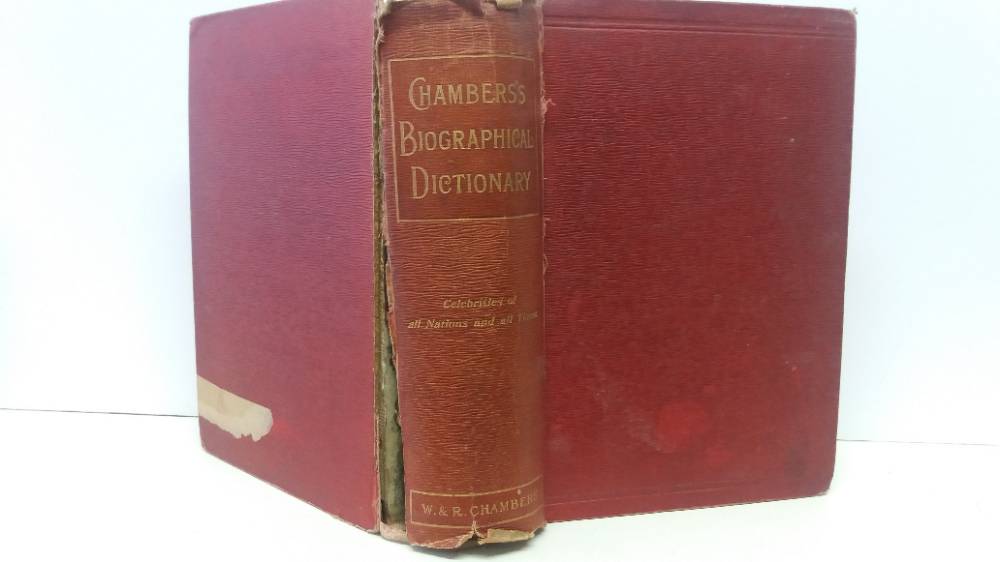 CHAMBERS'S
BIOGRAPHICAL
DICTIONARY
Celebrities of
all Nations and all Times
W. & R. CHAMBERS